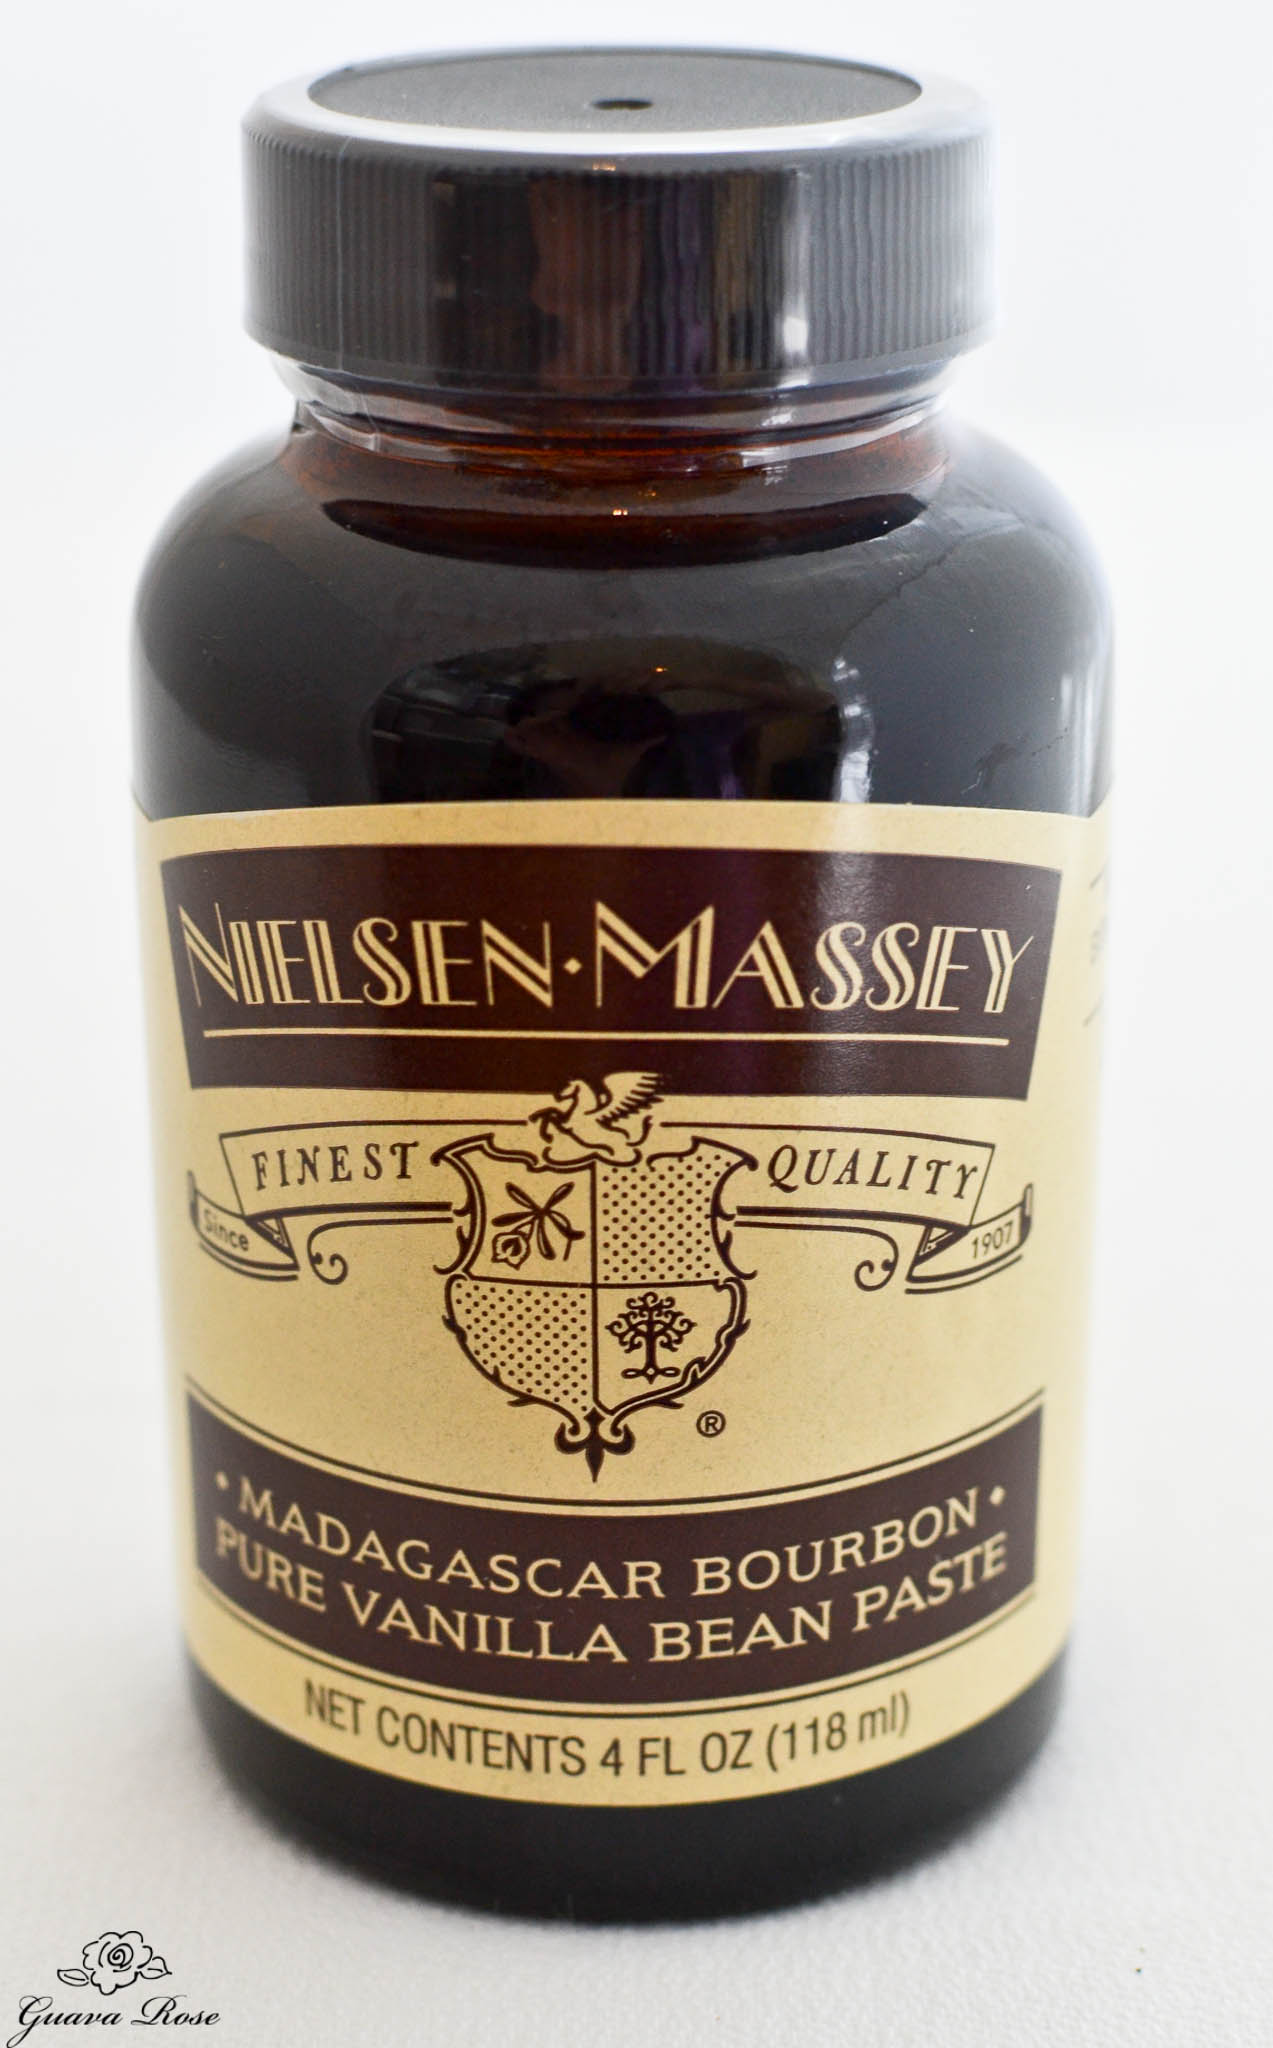 NIELSEN·MASSEY
FINEST QUALITY
Since 1907
®
• MADAGASCAR BOURBON •
PURE VANILLA BEAN PASTE
NET CONTENTS 4 FL OZ (118 ml)
Guava Rose